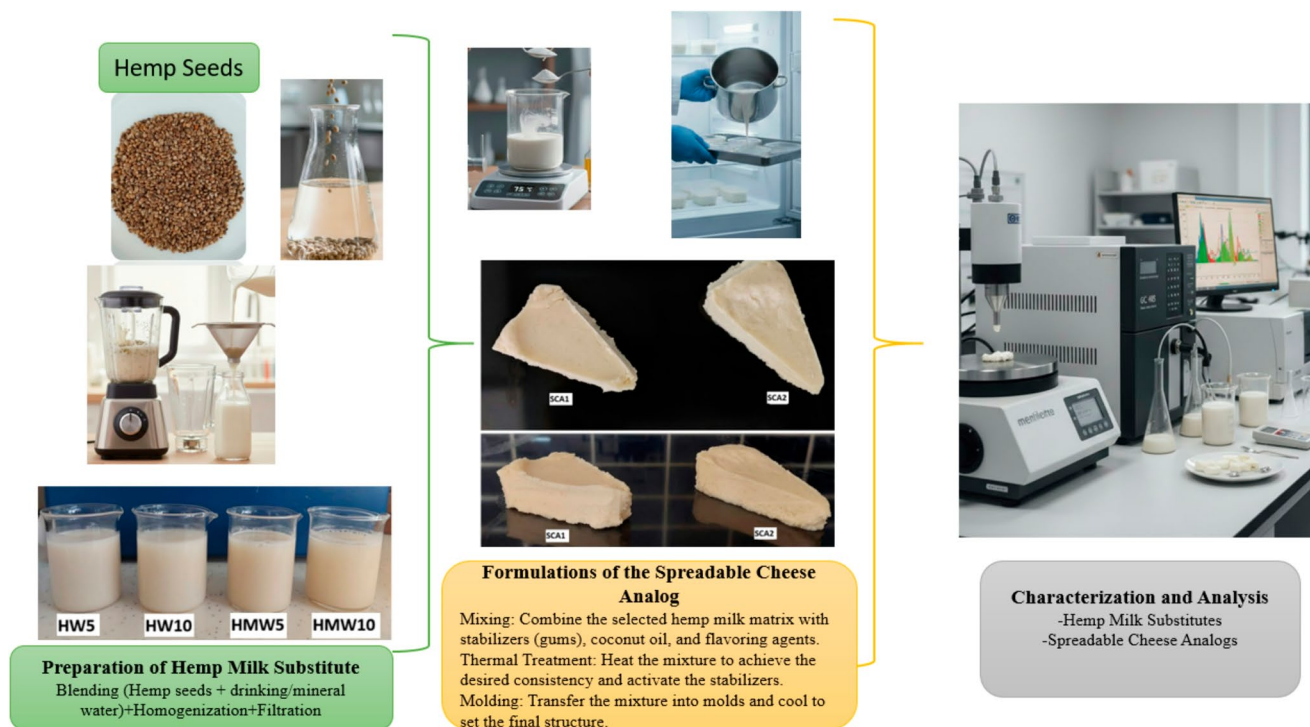 Hemp Seeds
HW5
HW10
HMW5
HMW10
Preparation of Hemp Milk Substitute
Blending (Hemp seeds + drinking/mineral
water)+Homogenization+Filtration
75
SCA1
SCA2
SCA1
SCA2
Formulations of the Spreadable Cheese
Analog
Mixing: Combine the selected hemp milk matrix with
stabilizers (gums), coconut oil, and flavoring agents.
Thermal Treatment: Heat the mixture to achieve the
desired consistency and activate the stabilizers.
Molding: Transfer the mixture into molds and cool to
set the final structure.
Characterization and Analysis
-Hemp Milk Substitutes
-Spreadable Cheese Analogs